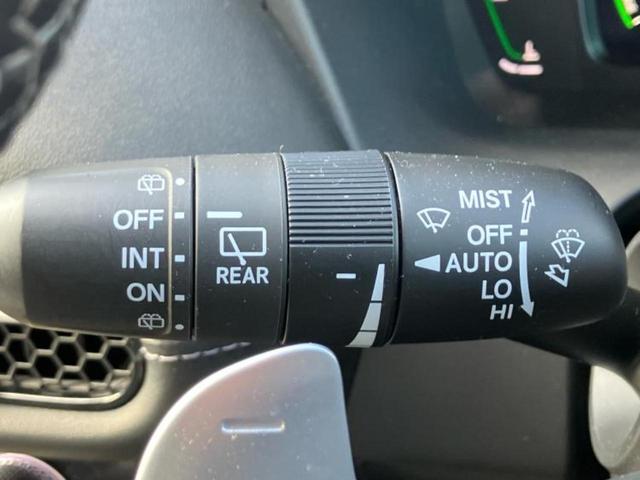 OFF
INT
ON
REAR
MIST
OFF
AUTO
LO
HI